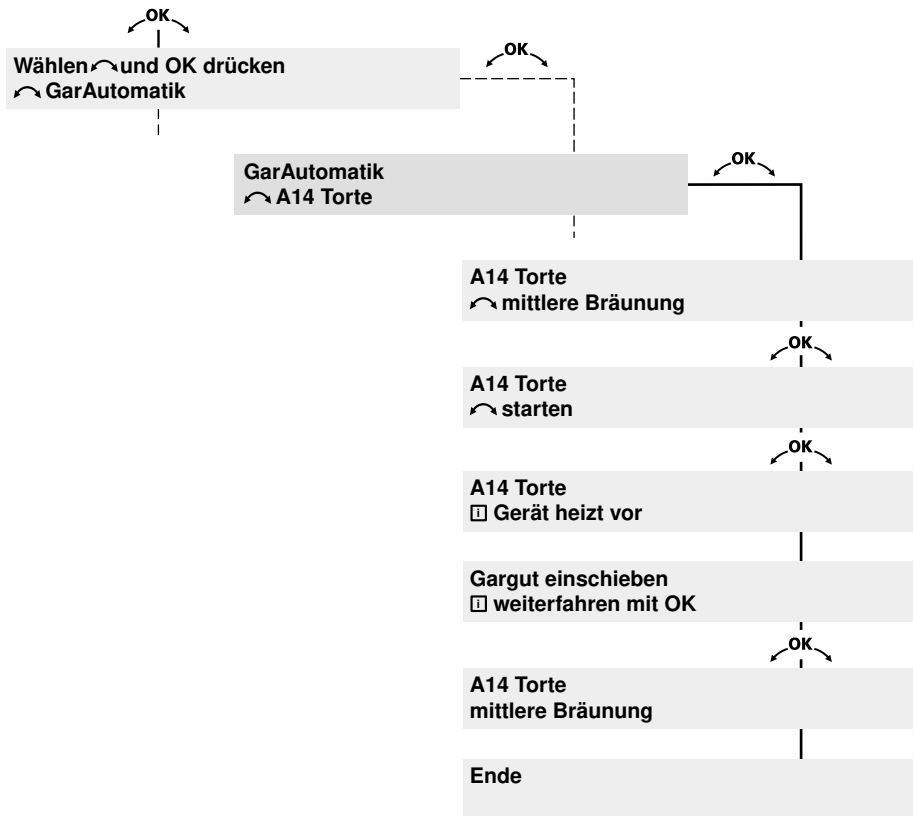 OK
Wählen und OK drücken
GarAutomatik
OK
GarAutomatik
A14 Torte
OK
A14 Torte
mittlere Bräunung
OK
A14 Torte
starten
OK
A14 Torte
i Gerät heizt vor
Gargut einschieben
i weiterfahren mit OK
OK
A14 Torte
mittlere Bräunung
Ende